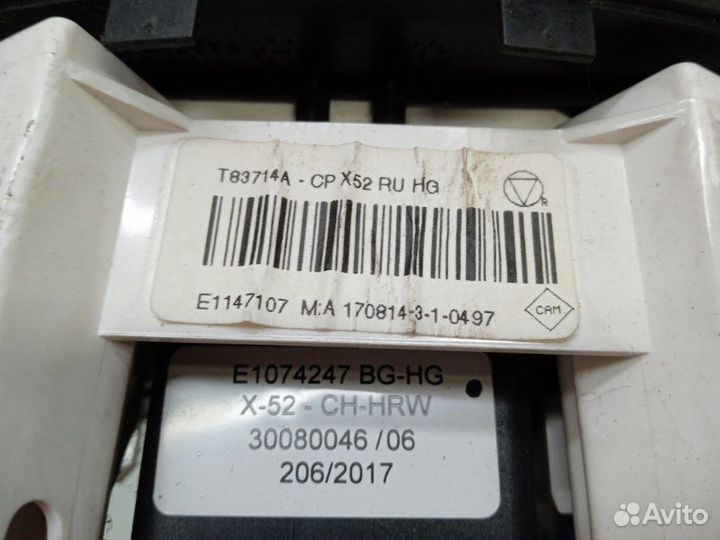 T83714A - CP X52 RU HG
R
E1147107 M:A 170814-3-1-0497
CAM
E1074247 BG-HG
X-52 - CH-HRW
30080046 / 06
206/2017
Avito